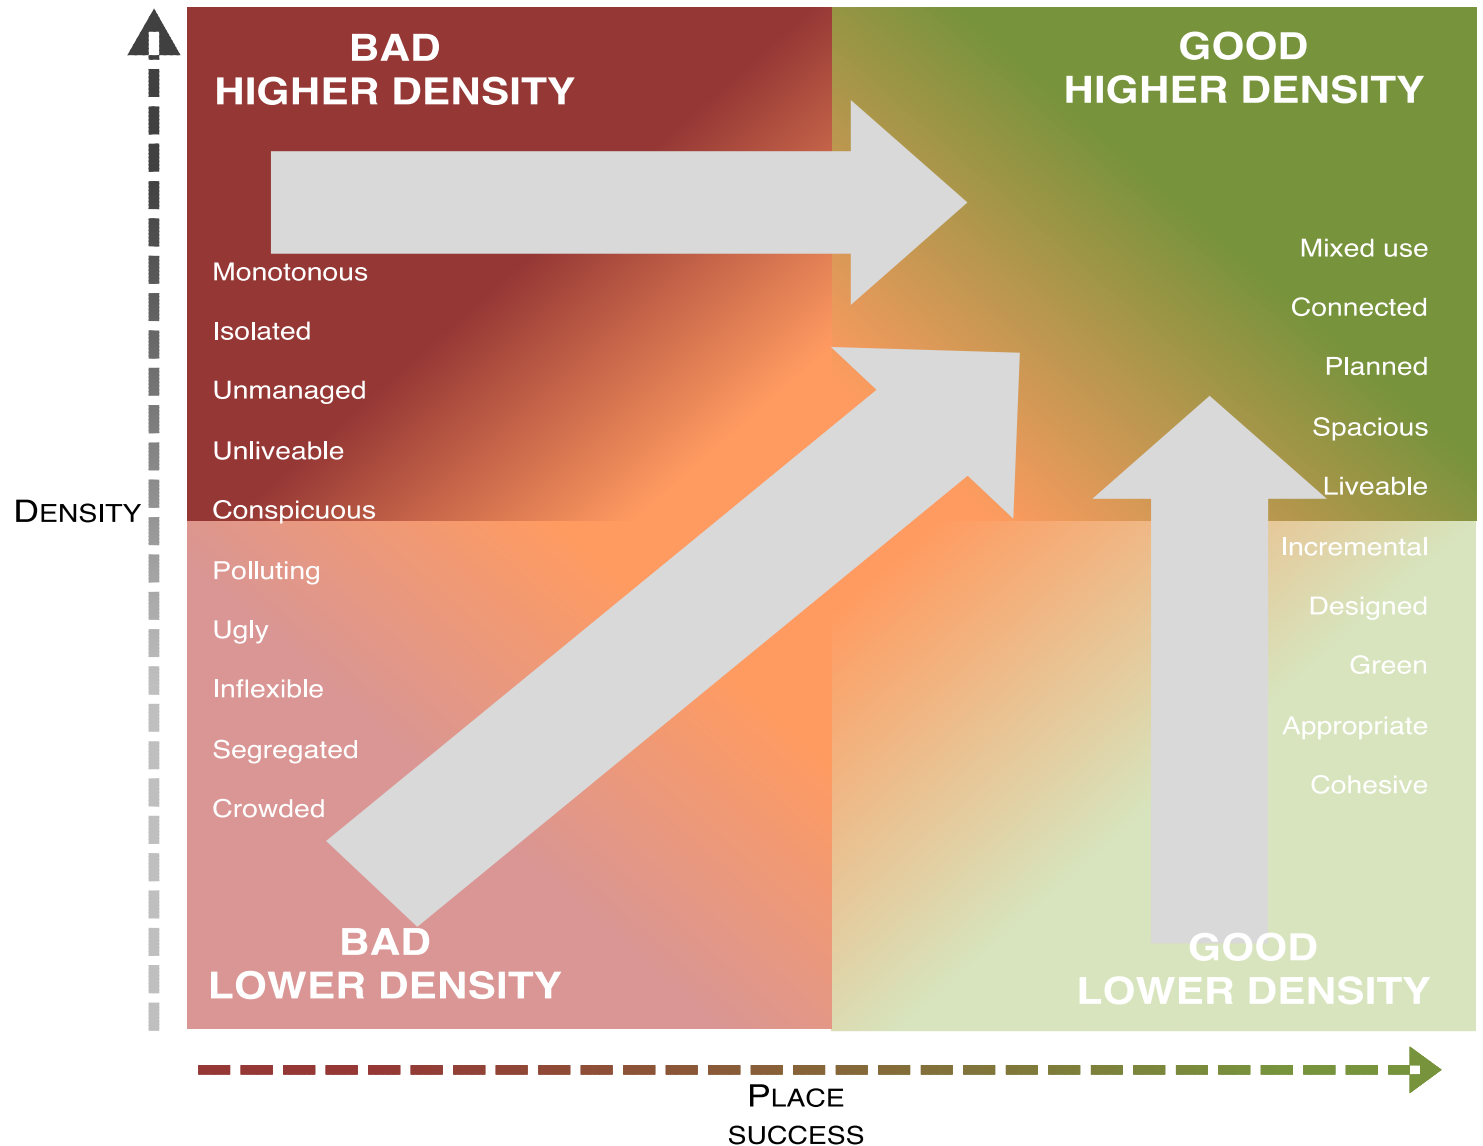 BAD
HIGHER DENSITY
GOOD
HIGHER DENSITY
Monotonous
Isolated
Unmanaged
Unliveable
Conspicuous
Polluting
Ugly
Inflexible
Segregated
Crowded
Mixed use
Connected
Planned
Spacious
Liveable
Incremental
Designed
Green
Appropriate
Cohesive
DENSITY
BAD
LOWER DENSITY
GOOD
LOWER DENSITY
PLACE
SUCCESS